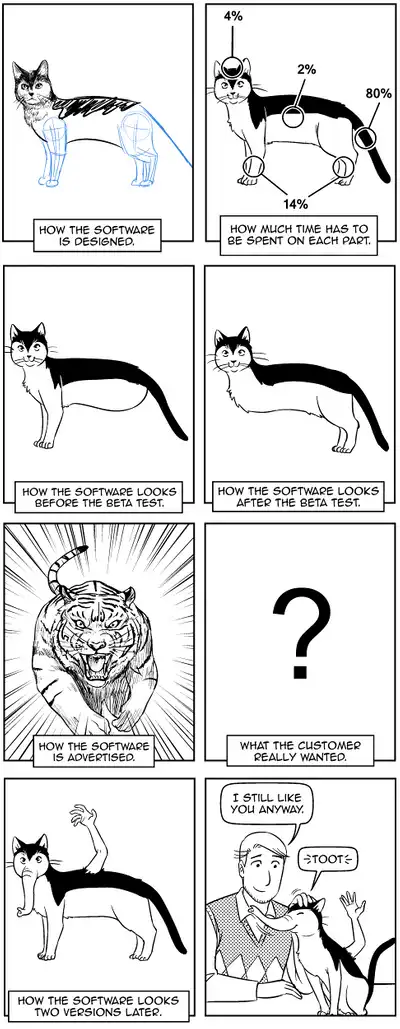 HOW THE SOFTWARE
IS DESIGNED.
4%
2%
80%
14%
HOW MUCH TIME HAS TO
BE SPENT ON EACH PART.
HOW THE SOFTWARE LOOKS
BEFORE THE BETA TEST.
HOW THE SOFTWARE LOOKS
AFTER THE BETA TEST.
HOW THE SOFTWARE
IS ADVERTISED.
?
WHAT THE CUSTOMER
REALLY WANTED.
HOW THE SOFTWARE LOOKS
TWO VERSIONS LATER.
I STILL LIKE
YOU ANYWAY.
TOOT